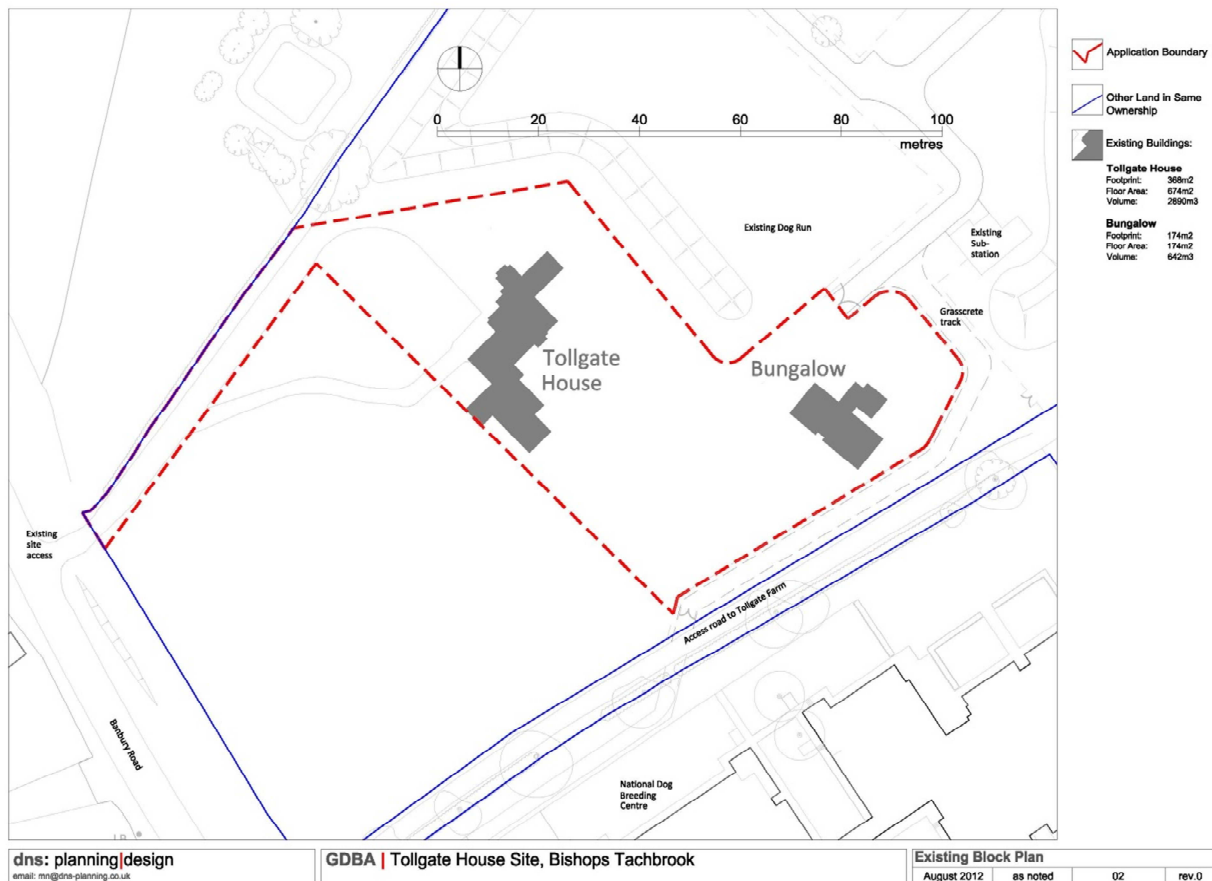 0 20 40 60 80 100
metres
Existing Dog Run
Existing
Sub-
station
Grasscrete
track
Tollgate
House
Bungalow
Existing
site
access
Access road to Tollgate Farm
Banbury Road
National Dog
Breeding
Centre
LB
Application Boundary
Other Land in Same
Ownership
Existing Buildings:
Tollgate House
Footprint: 368m2
Floor Area: 674m2
Volume: 2890m3
Bungalow
Footprint: 174m2
Floor Area: 174m2
Volume: 642m3
dns: planning|design
email: mn@dns-planning.co.uk
GDBA | Tollgate House Site, Bishops Tachbrook
Existing Block Plan
August 2012 as noted 02 rev.0